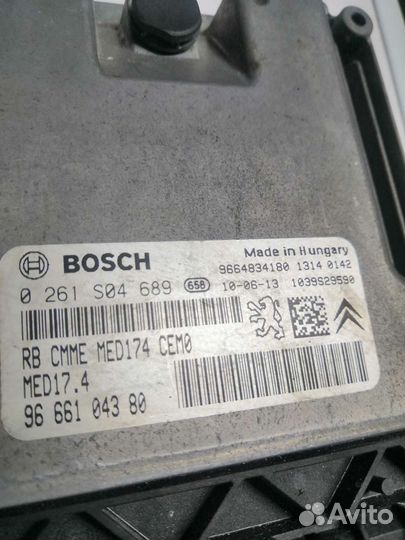 BOSCH
Made in Hungary
9664834180 1314 0142
0 261 S04 689 658 10-06-13 1039S29590
RB CMME MED174 CEM0
MED17.4
96 661 043 80
Avito